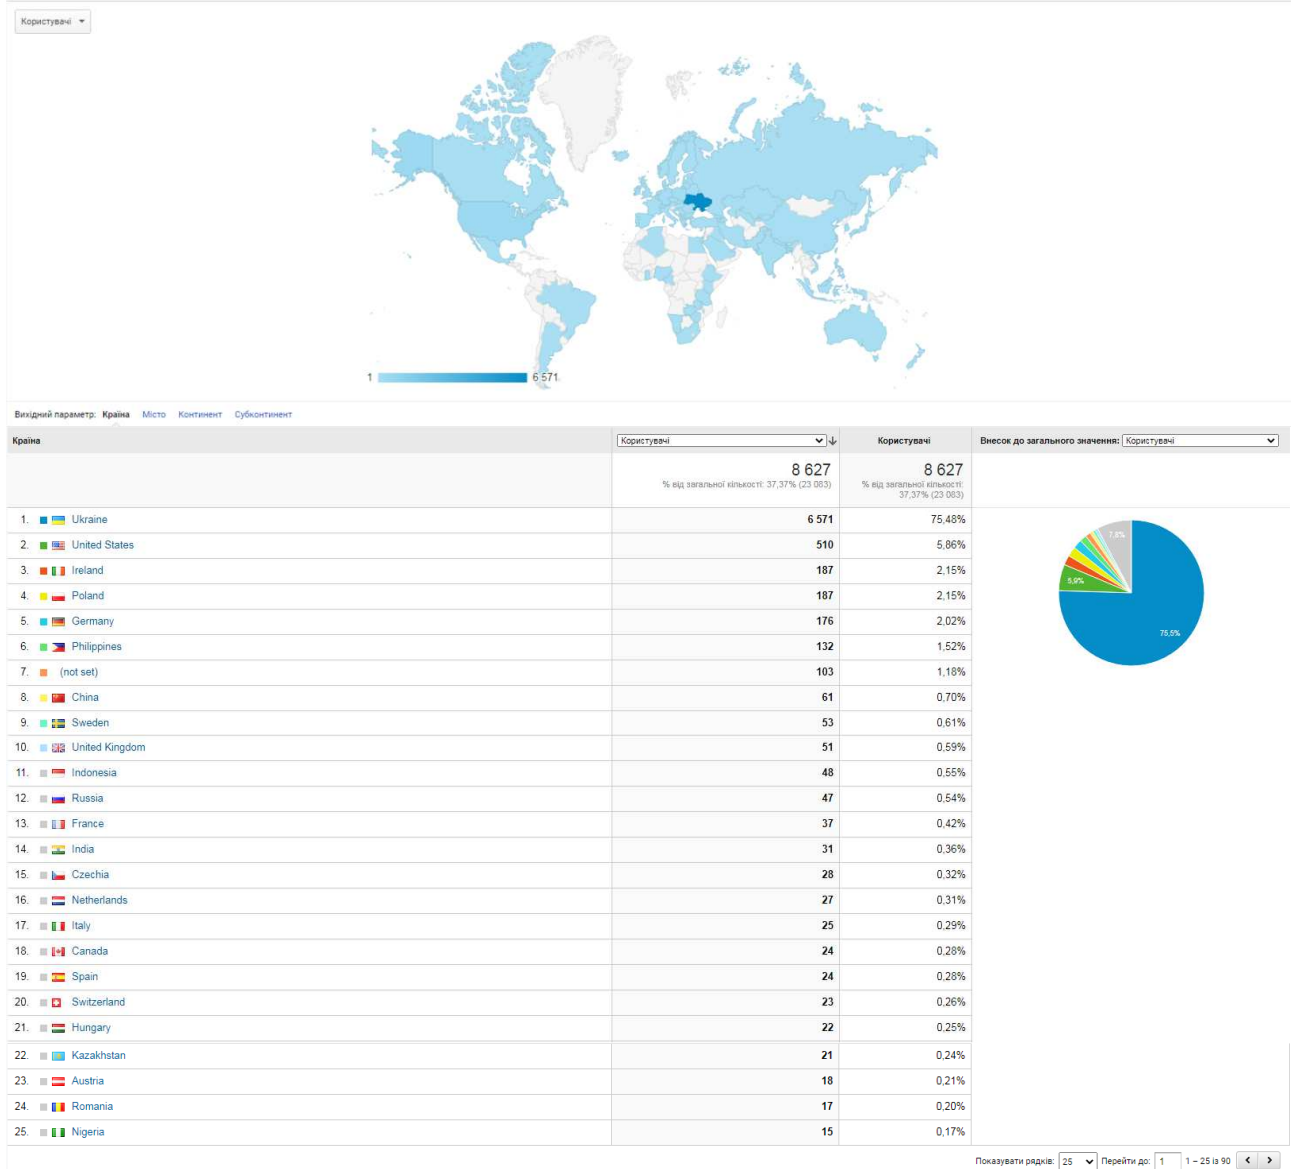 Користувачі
1 6 571
Вихідний параметр: Країна Місто Континент Субконтинент
Країна Користувачі Користувачі Внесок до загального значення: Користувачі
8 627 8 627
% від загальної кількості: 37,37% (23 083) % від загальної кількості: 37,37% (23 083)
1. Ukraine 6 571 75,48%
2. United States 510 5,86%
3. Ireland 187 2,15%
4. Poland 187 2,15%
5. Germany 176 2,02%
6. Philippines 132 1,52%
7. (not set) 103 1,18%
8. China 61 0,70%
9. Sweden 53 0,61%
10. United Kingdom 51 0,59%
11. Indonesia 48 0,55%
12. Russia 47 0,54%
13. France 37 0,42%
14. India 31 0,36%
15. Czechia 28 0,32%
16. Netherlands 27 0,31%
17. Italy 25 0,29%
18. Canada 24 0,28%
19. Spain 24 0,28%
20. Switzerland 23 0,26%
21. Hungary 22 0,25%
22. Kazakhstan 21 0,24%
23. Austria 18 0,21%
24. Romania 17 0,20%
25. Nigeria 15 0,17%
7,8%
5,9%
75,5%
Показувати рядків: 25 Перейти до: 1 1 – 25 із 90